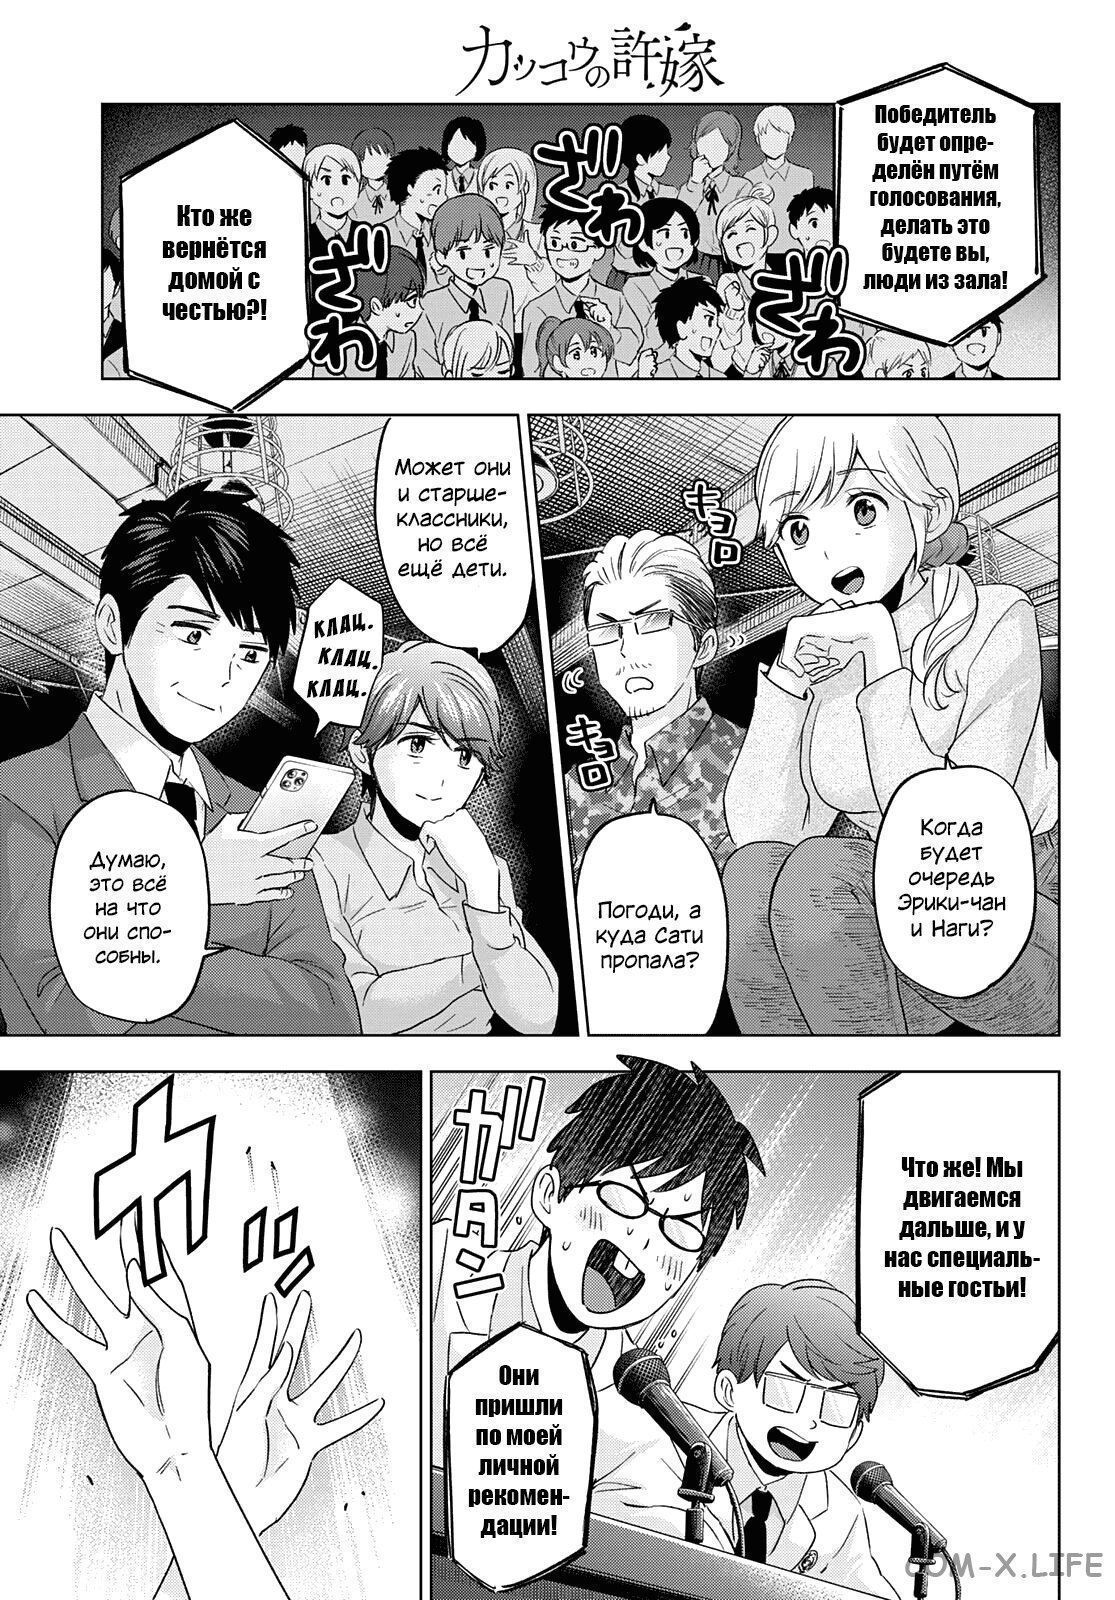 カッコウの許嫁
Победитель
будет опре-
делён путём
голосования,
делать это
будете вы,
люди из зала!
Кто же
вернётся
домой с
честью?!
ざわ
ざわ
ざわ
Когда
будет
очередь
Эрики-чан
и Наги?
キョロ
キョロ
Погоди, а
куда Сати
пропала?
Может они
и старше-
классники,
но всё
ещё дети.
КЛАЦ.
КЛАЦ.
КЛАЦ.
Думаю,
это всё
на что
они спо-
собны.
Что же! Мы
двигаемся
дальше, и у
нас специаль-
ные гостьи!
ガタン
Они
пришли
по моей
личной
рекомен-
дации!
カッ
COM-X.LIFE